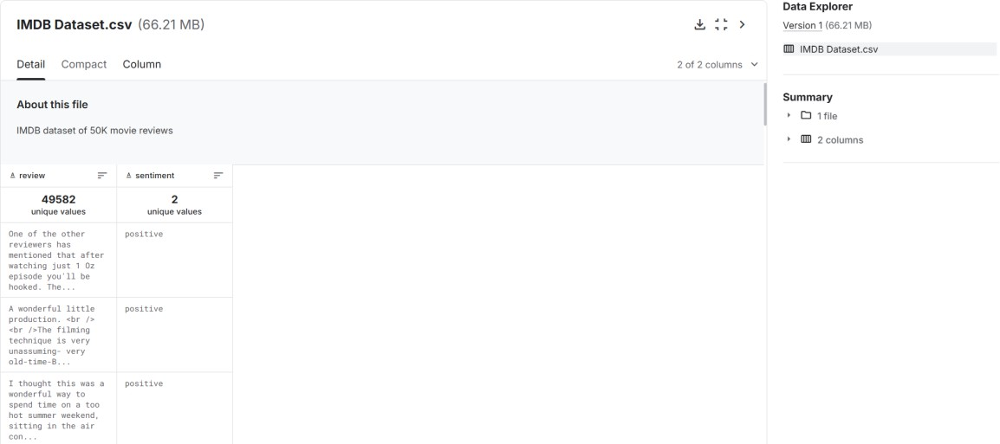 IMDB Dataset.csv (66.21 MB)
Detail Compact Column
2 of 2 columns
About this file
IMDB dataset of 50K movie reviews
review
sentiment
49582
unique values
2
unique values
One of the other
reviewers has
mentioned that after
watching just 1 Oz
episode you'll be
hooked. The...
positive
A wonderful little
production. <br />
<br />The filming
technique is very
unassuming- very
old-time-B...
positive
I thought this was a
wonderful way to
spend time on a too
hot summer weekend,
sitting in the air
con...
positive
Data Explorer
Version 1 (66.21 MB)
IMDB Dataset.csv
Summary
1 file
2 columns